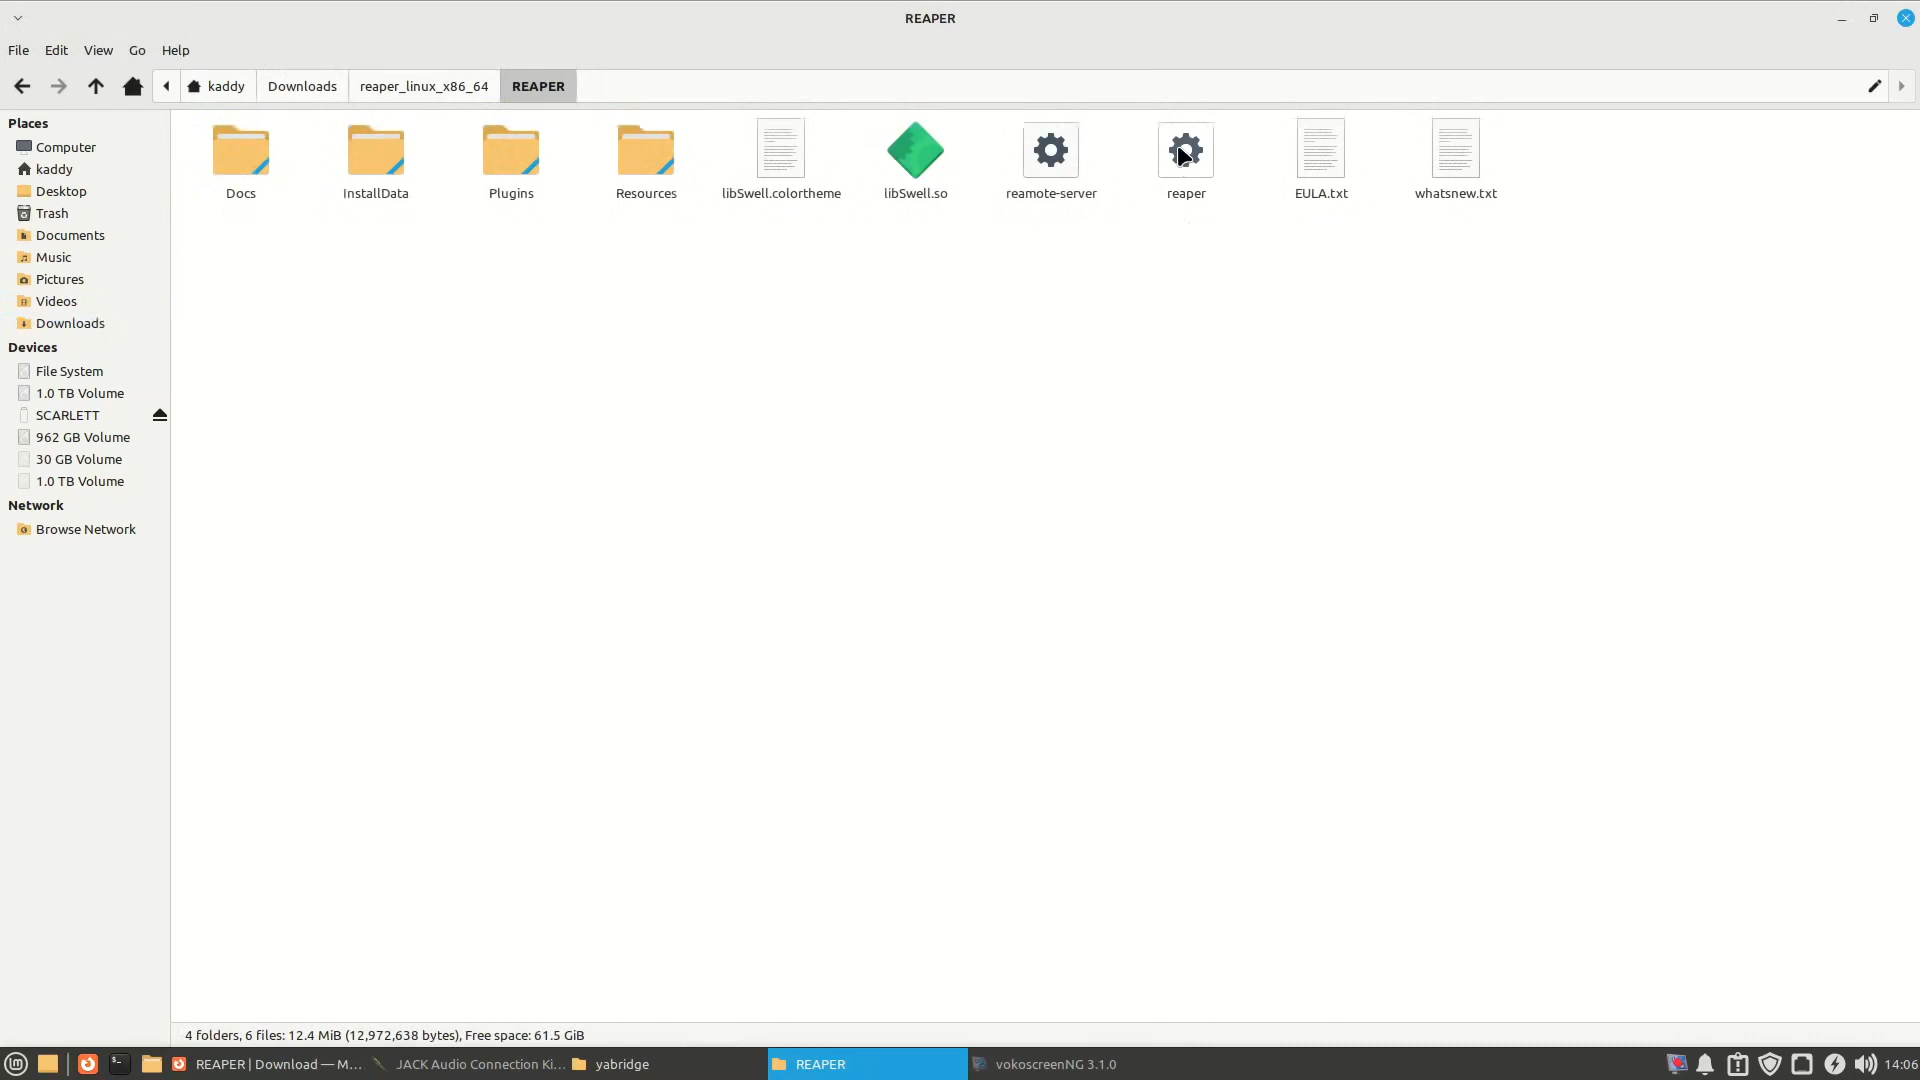 REAPER
File Edit View Go Help
kaddy Downloads reaper_linux_x86_64 REAPER
Places
Computer
kaddy
Desktop
Trash
Documents
Music
Pictures
Videos
Downloads
Devices
File System
1.0 TB Volume
SCARLETT
962 GB Volume
30 GB Volume
1.0 TB Volume
Network
Browse Network
Docs InstallData Plugins Resources libSwell.colortheme libSwell.so reamote-server reaper EULA.txt whatsnew.txt
4 folders, 6 files: 12.4 MiB (12,972,638 bytes), Free space: 61.5 GiB
REAPER | Download — M... JACK Audio Connection Ki... yabridge REAPER vokoscreenNG 3.1.0 14:06